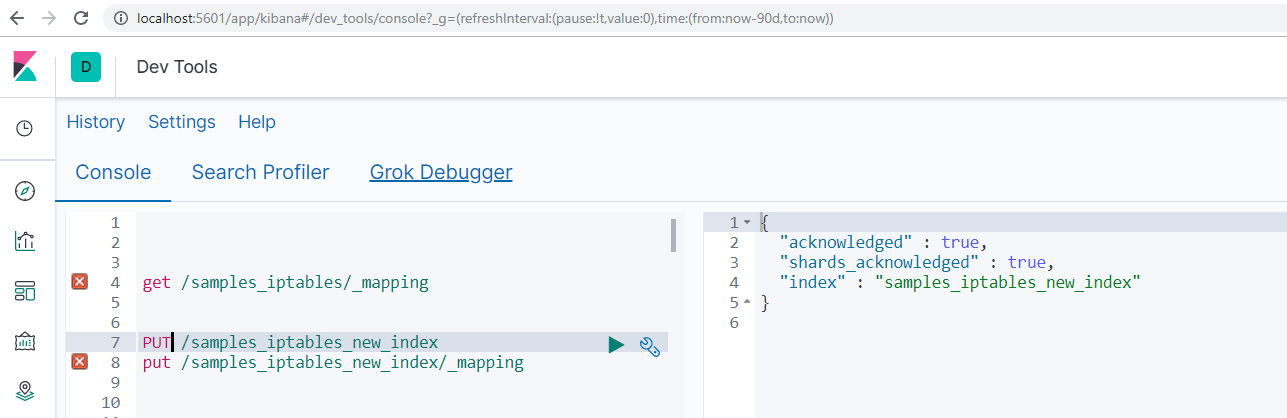 localhost:5601/app/kibana#/dev_tools/console?_g=(refreshInterval:(pause:!t,value:0),time:(from:now-90d,to:now))
D Dev Tools
History Settings Help
Console Search Profiler Grok Debugger
1
2
3
4 get /samples_iptables/_mapping
5
6
7 PUT /samples_iptables_new_index
8 put /samples_iptables_new_index/_mapping
9
10
1 {
2 "acknowledged" : true,
3 "shards_acknowledged" : true,
4 "index" : "samples_iptables_new_index"
5 }
6